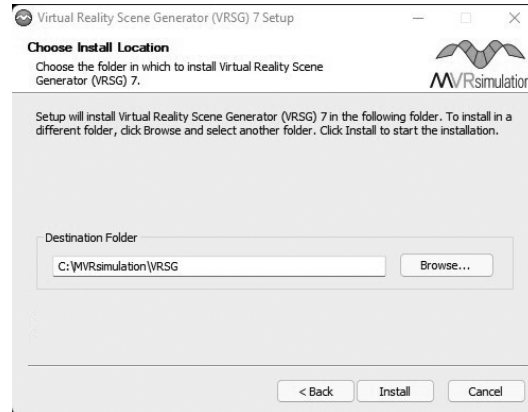 Virtual Reality Scene Generator (VRSG) 7 Setup
Choose Install Location
Choose the folder in which to install Virtual Reality Scene
Generator (VRSG) 7.
MVRsimulation
Setup will install Virtual Reality Scene Generator (VRSG) 7 in the following folder. To install in a
different folder, click Browse and select another folder. Click Install to start the installation.
Destination Folder
C:\MVRsimulation\VRSG
Browse...
< Back
Install
Cancel